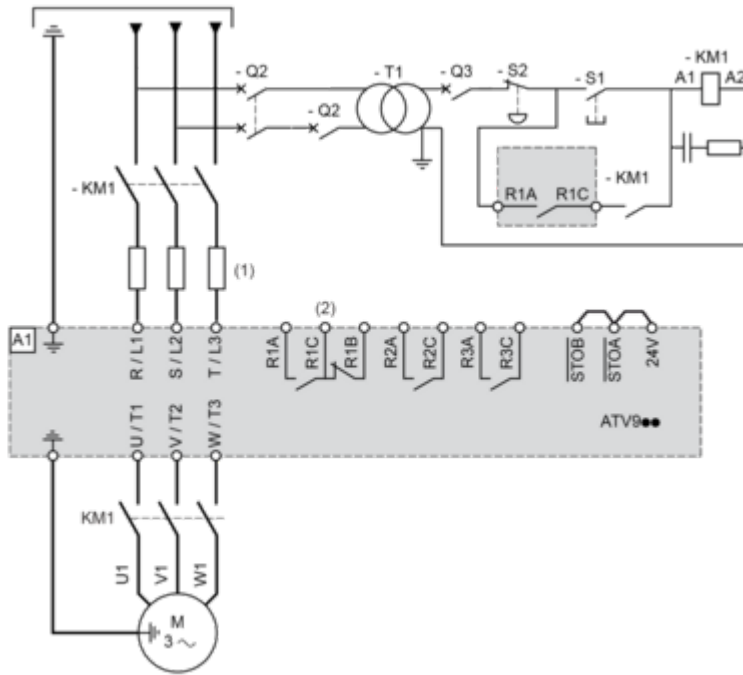 - Q2
- T1
- Q3
- S2
- S1
- KM1
A1
A2
- Q2
- KM1
R1A
R1C
- KM1
(1)
(2)
A1
R / L1
S / L2
T / L3
R1A
R1C
R1B
R2A
R2C
R3A
R3C
STOB
STOA
24V
U / T1
V / T2
W / T3
ATV9●●
KM1
U1
V1
W1
M
3 ~